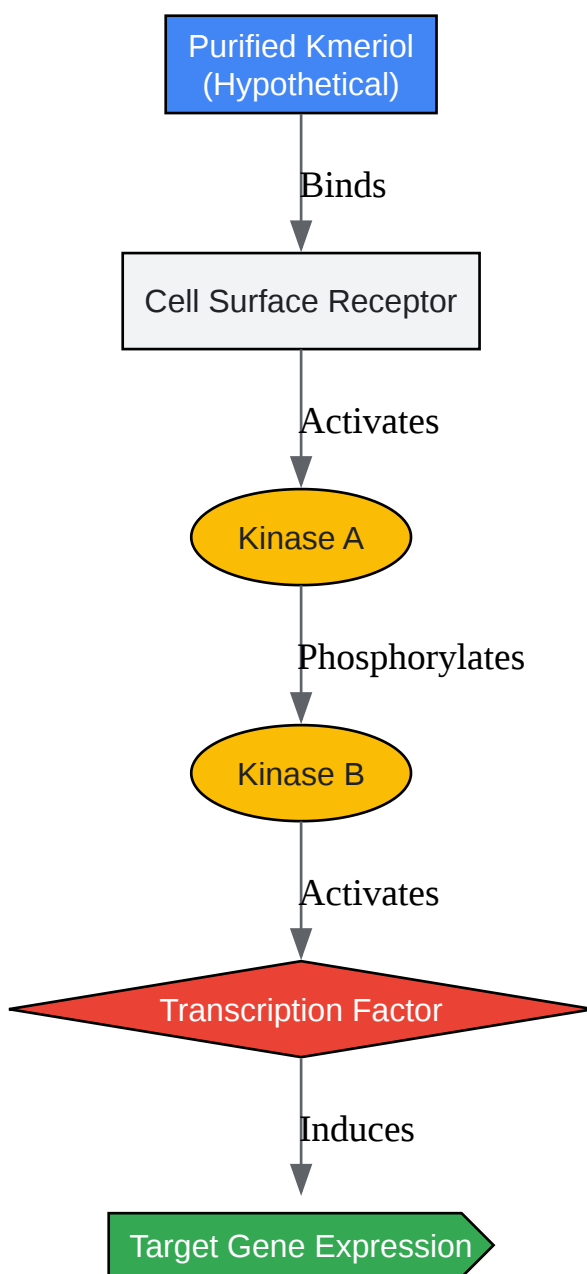 Purified Kmeriol
(Hypothetical)
Binds
Cell Surface Receptor
Activates
Kinase A
Phosphorylates
Kinase B
Activates
Transcription Factor
Induces
Target Gene Expression